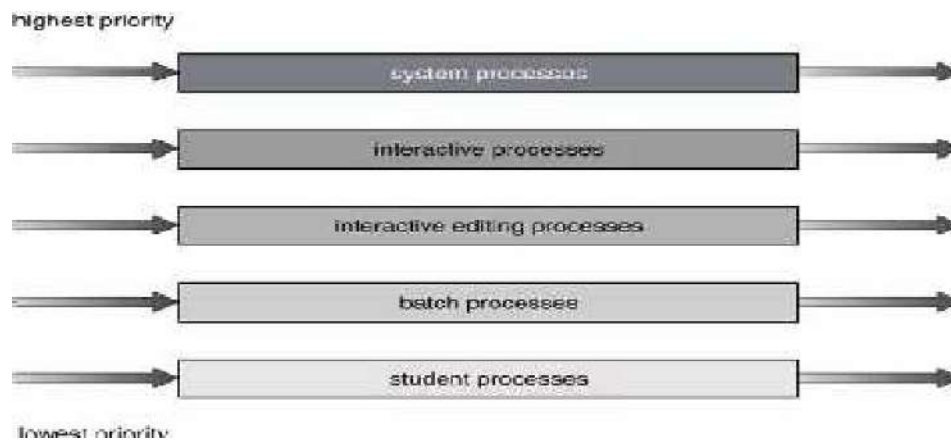 highest priority
system processes
interactive processes
interactive editing processes
batch processes
student processes
lowest priority